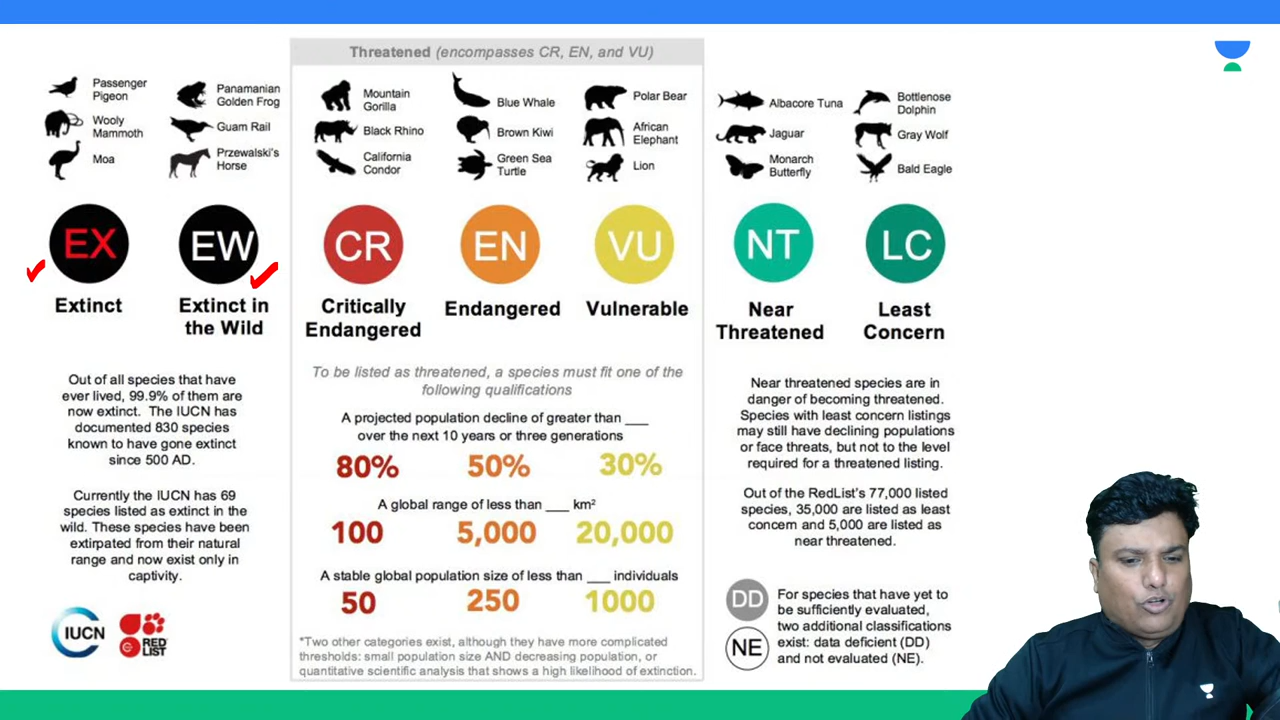 Threatened (encompasses CR, EN, and VU)
Passenger
Pigeon
Wooly
Mammoth
Moa
Panamanian
Golden Frog
Guam Rail
Przewalski's
Horse
Mountain
Gorilla
Black Rhino
California
Condor
Blue Whale
Brown Kiwi
Green Sea
Turtle
Polar Bear
African
Elephant
Lion
Albacore Tuna
Jaguar
Monarch
Butterfly
Bottlenose
Dolphin
Gray Wolf
Bald Eagle
EX
EW
CR
EN
VU
NT
LC
Extinct
Extinct in
the Wild
Critically
Endangered
Endangered
Vulnerable
Near
Threatened
Least
Concern
Out of all species that have
ever lived, 99.9% of them are
now extinct. The IUCN has
documented 830 species
known to have gone extinct
since 500 AD.
Currently the IUCN has 69
species listed as extinct in the
wild. These species have been
extirpated from their natural
range and now exist only in
captivity.
IUCN
RED
LIST
To be listed as threatened, a species must fit one of the
following qualifications
A projected population decline of greater than ___
over the next 10 years or three generations
80% 50% 30%
A global range of less than ___ km²
100 5,000 20,000
A stable global population size of less than ___ individuals
50 250 1000
*Two other categories exist, although they have more complicated
thresholds: small population size AND decreasing population, or
quantitative scientific analysis that shows a high likelihood of extinction.
Near threatened species are in
danger of becoming threatened.
Species with least concern listings
may still have declining populations
or face threats, but not to the level
required for a threatened listing.
Out of the RedList's 77,000 listed
species, 35,000 are listed as least
concern and 5,000 are listed as
near threatened.
DD
NE
For species that have yet to
be sufficiently evaluated,
two additional classifications
exist: data deficient (DD)
and not evaluated (NE).